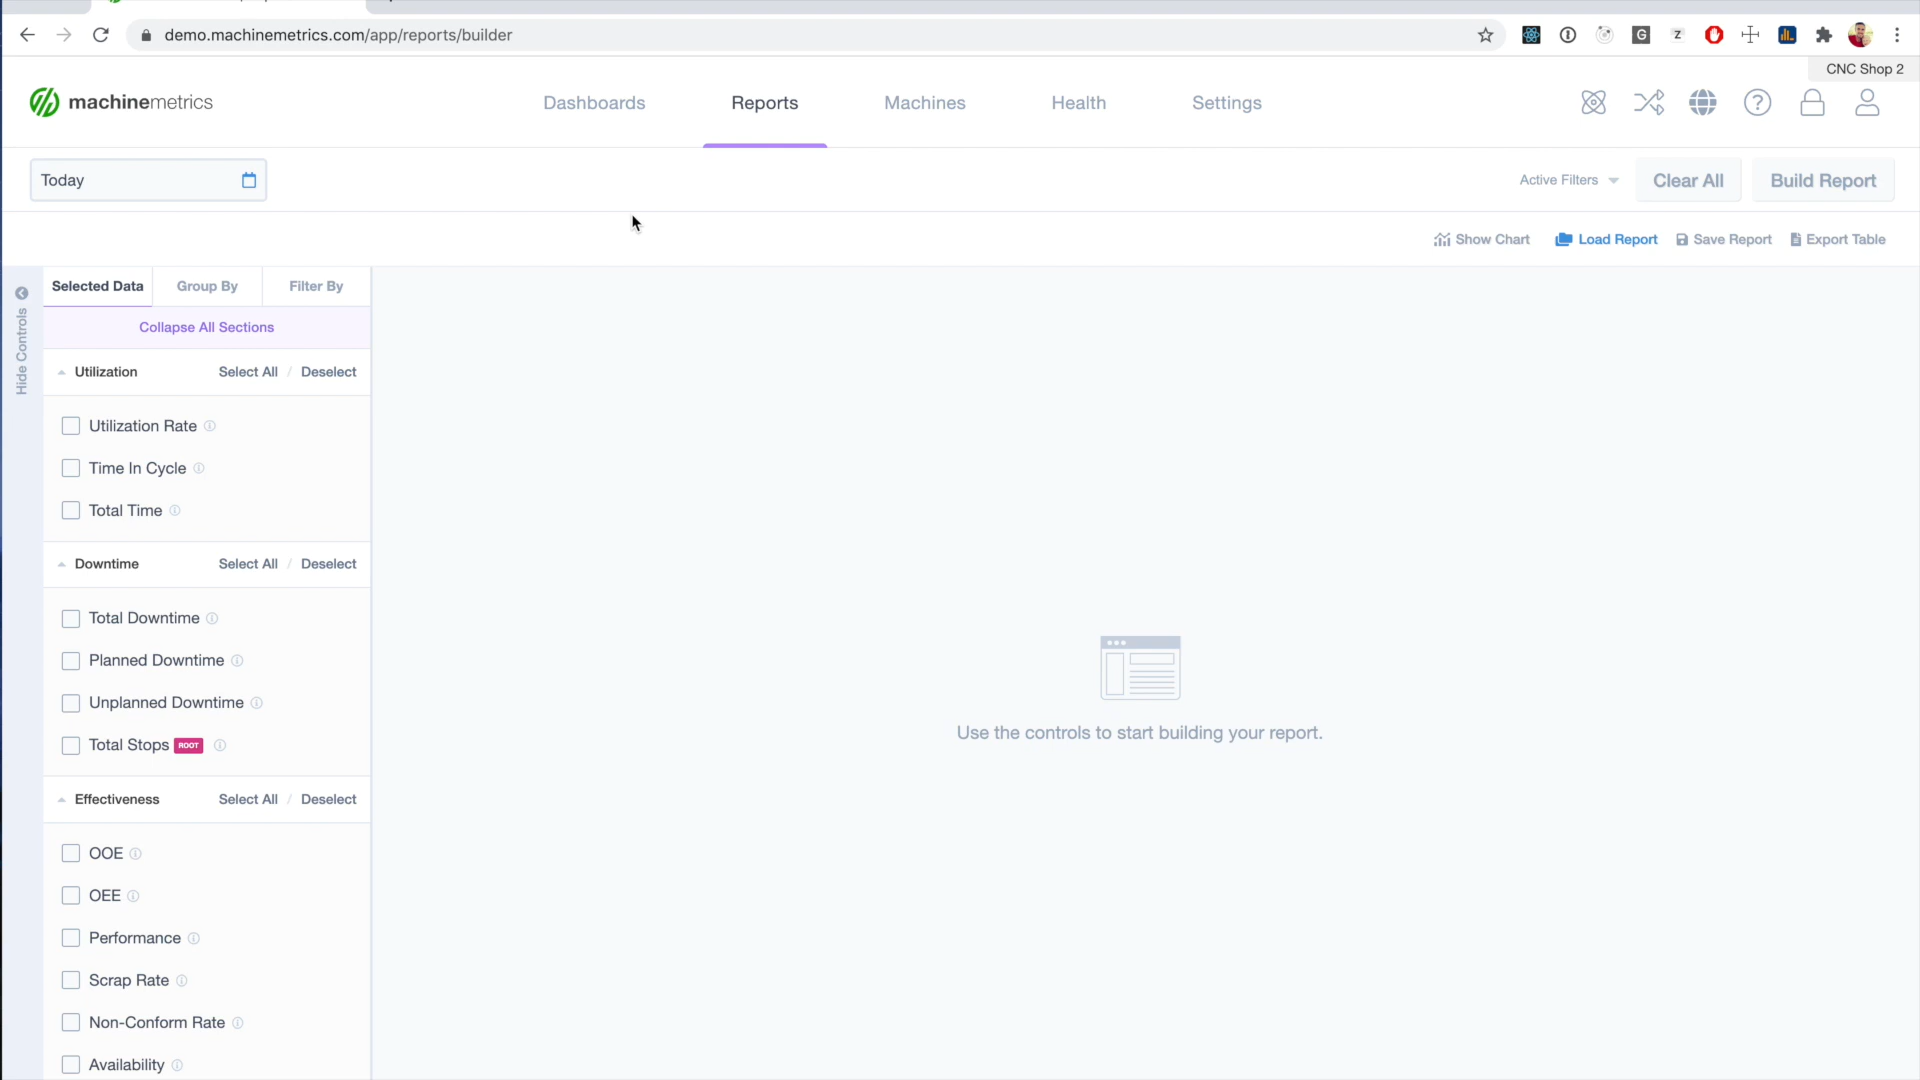 demo.machinemetrics.com/app/reports/builder
CNC Shop 2
machinemetrics
Dashboards
Reports
Machines
Health
Settings
Today
Active Filters
Clear All
Build Report
Show Chart
Load Report
Save Report
Export Table
Hide Controls
Selected Data
Group By
Filter By
Collapse All Sections
Utilization Select All / Deselect
Utilization Rate
Time In Cycle
Total Time
Downtime Select All / Deselect
Total Downtime
Planned Downtime
Unplanned Downtime
Total Stops ROOT
Effectiveness Select All / Deselect
OOE
OEE
Performance
Scrap Rate
Non-Conform Rate
Availability
Use the controls to start building your report.